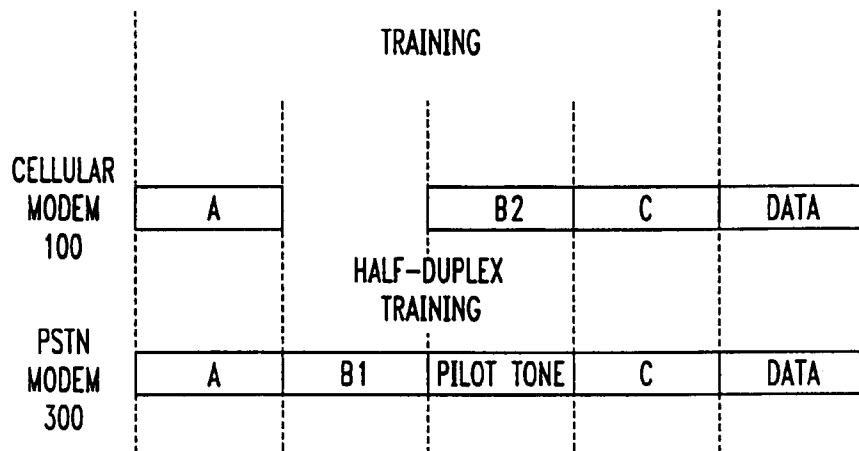 TRAINING
CELLULAR
MODEM
100
A
B2
C
DATA
HALF-DUPLEX
TRAINING
PSTN
MODEM
300
A
B1
PILOT TONE
C
DATA